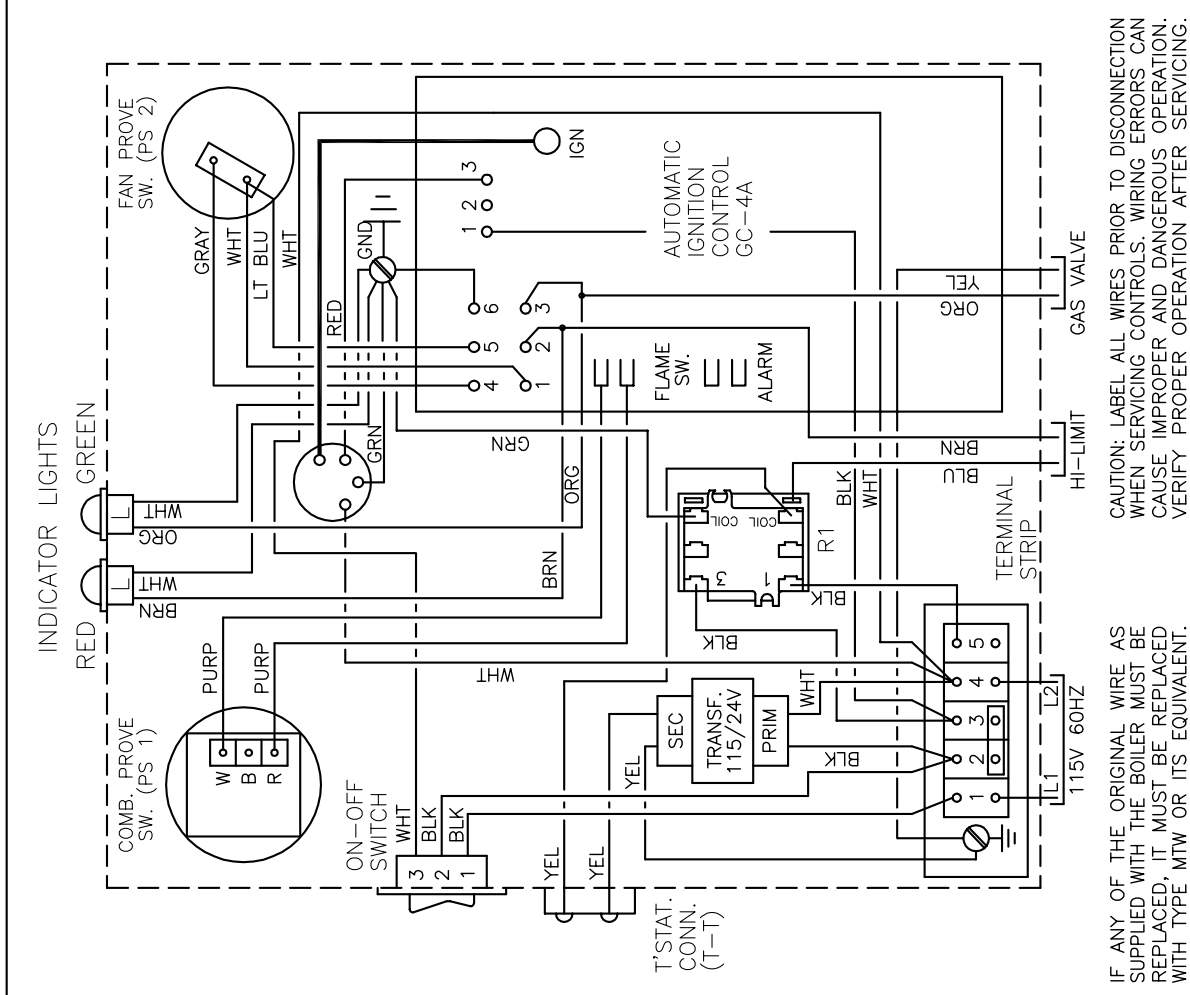 INDICATOR LIGHTS
RED
GREEN
L
L
BRN
WHT
ORG
WHT
COMB. PROVE
SW. (PS 1)
W
B
R
PURP
PURP
FAN PROVE
SW. (PS 2)
GRAY
WHT
LT BLU
WHT
GND
RED
GRN
GRN
ON-OFF
SWITCH
3
2
1
WHT
BLK
BLK
WHT
BRN
ORG
4
5
6
1
2
3
1
2
3
IGN
AUTOMATIC
IGNITION
CONTROL
GC-4A
FLAME
SW.
ALARM
YEL
YEL
T'STAT.
CONN.
(T-T)
YEL
SEC
TRANSF.
115/24V
PRIM
WHT
BLK
BLK
3
1
COIL
COIL
R1
BLK
BLK
WHT
TERMINAL
STRIP
1
2
3
4
5
L1
L2
115V 60HZ
BLU
BRN
HI-LIMIT
ORG
YEL
GAS VALVE
IF ANY OF THE ORIGINAL WIRE AS
SUPPLIED WITH THE BOILER MUST BE
REPLACED, IT MUST BE REPLACED
WITH TYPE MTW OR ITS EQUIVALENT.
CAUTION: LABEL ALL WIRES PRIOR TO DISCONNECTION
WHEN SERVICING CONTROLS. WIRING ERRORS CAN
CAUSE IMPROPER AND DANGEROUS OPERATION.
VERIFY PROPER OPERATION AFTER SERVICING.